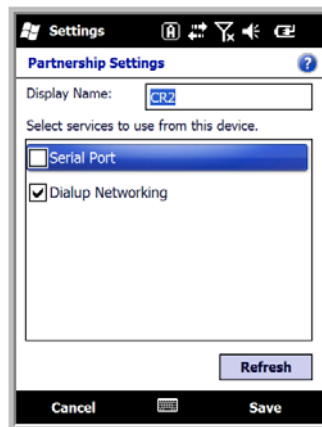 Settings
Partnership Settings
Display Name: CR2
Select services to use from this device.
Serial Port
Dialup Networking
Refresh
Cancel Save